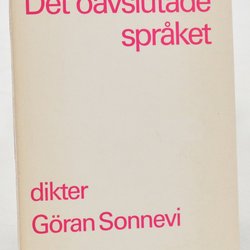 Det oavslutade
språket
dikter
Göran Sonnevi